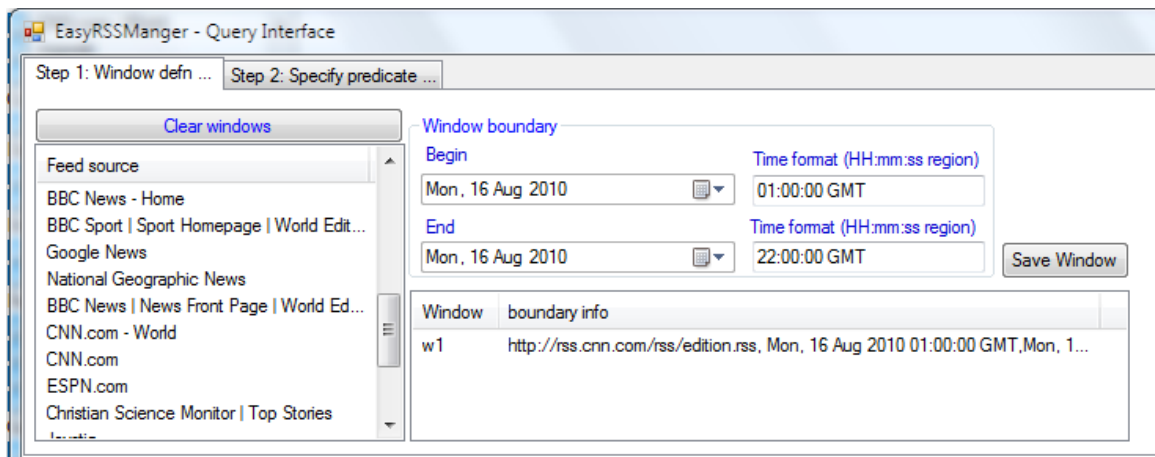 EasyRSSManger - Query Interface
Step 1: Window defn ... Step 2: Specify predicate ...
Clear windows
Feed source
BBC News - Home
BBC Sport | Sport Homepage | World Edit...
Google News
National Geographic News
BBC News | News Front Page | World Ed...
CNN.com - World
CNN.com
ESPN.com
Christian Science Monitor | Top Stories
Window boundary
Begin
Time format (HH:mm:ss region)
Mon, 16 Aug 2010
01:00:00 GMT
End
Time format (HH:mm:ss region)
Mon, 16 Aug 2010
22:00:00 GMT
Save Window
Window boundary info
w1 http://rss.cnn.com/rss/edition.rss, Mon, 16 Aug 2010 01:00:00 GMT,Mon, 1...